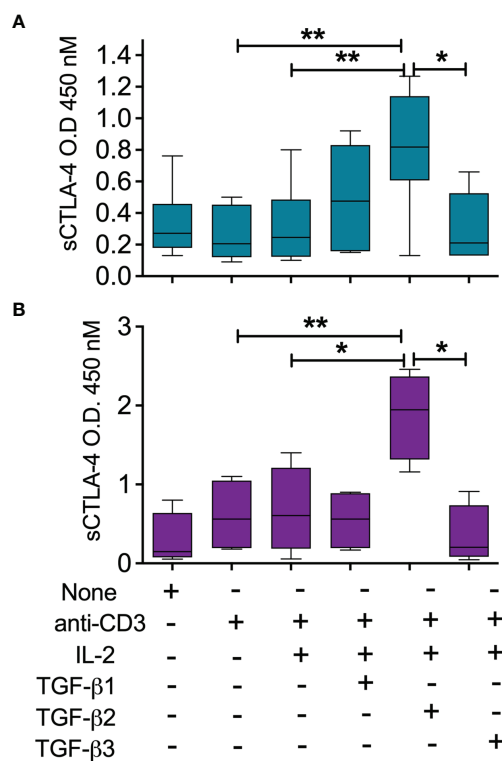 A
** 
** *
sCTLA-4 O.D 450 nM
1.4
1.2
1.0
0.8
0.6
0.4
0.2
0.0
B
**
* *
sCTLA-4 O.D. 450 nM
3
2
1
0
None + - - - - -
anti-CD3 - + + + + +
IL-2 - - + + + +
TGF-β1 - - - + - -
TGF-β2 - - - - + -
TGF-β3 - - - - - +